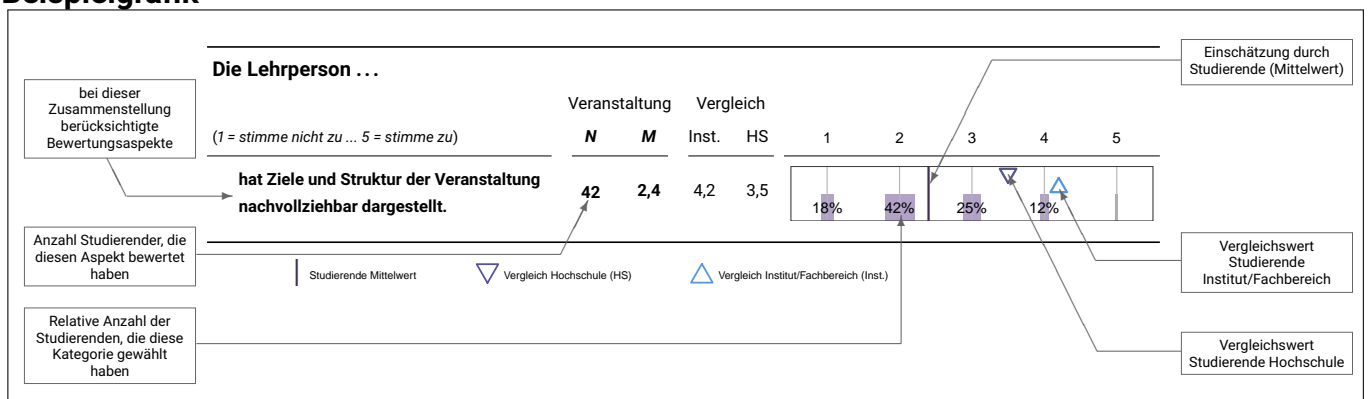 Beispielgrafik
Die Lehrperson ...
Veranstaltung Vergleich
(1 = stimme nicht zu ... 5 = stimme zu) N M Inst. HS 1 2 3 4 5
hat Ziele und Struktur der Veranstaltung
nachvollziehbar dargestellt.
42 2,4 4,2 3,5
18% 42% 25% 12%
Studierende Mittelwert Vergleich Hochschule (HS) Vergleich Institut/Fachbereich (Inst.)
bei dieser
Zusammenstellung
berücksichtigte
Bewertungsaspekte
Anzahl Studierender, die
diesen Aspekt bewertet
haben
Relative Anzahl der
Studierenden, die diese
Kategorie gewählt
haben
Einschätzung durch
Studierende (Mittelwert)
Vergleichswert
Studierende
Institut/Fachbereich
Vergleichswert
Studierende Hochschule